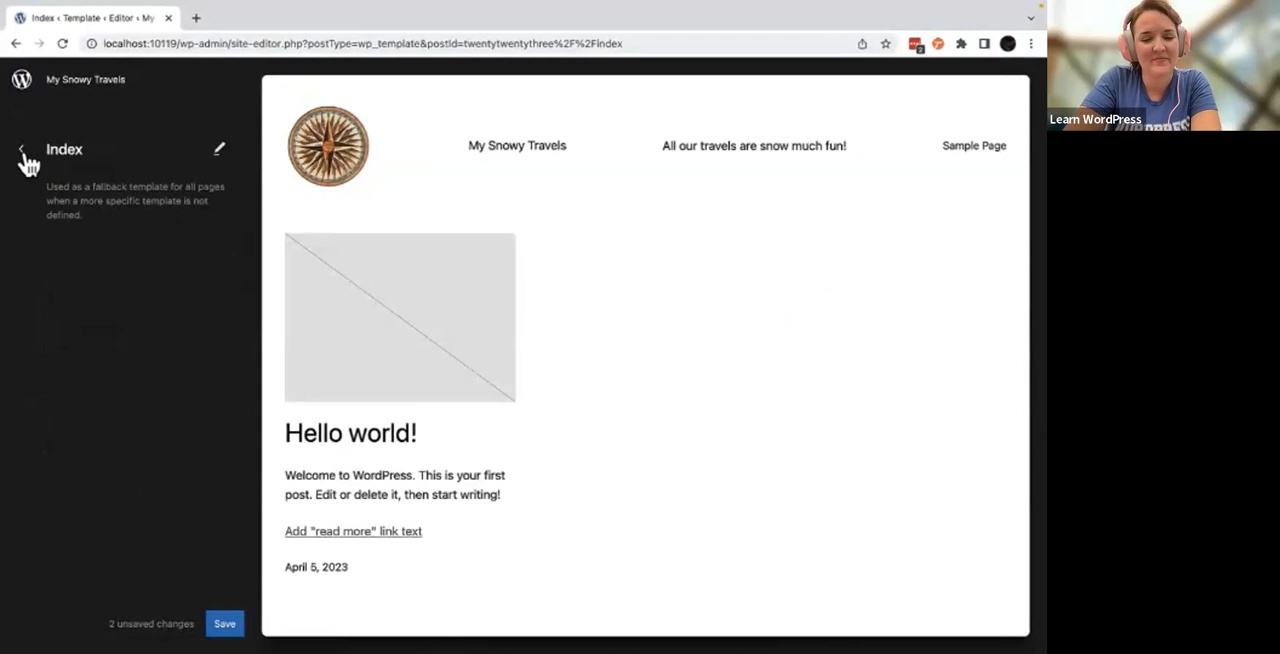 Index ‹ Template ‹ Editor ‹ My
localhost:10119/wp-admin/site-editor.php?postType=wp_template&postId=twentytwentythree%2F%2Findex
My Snowy Travels
Index
Used as a fallback template for all pages
when a more specific template is not
defined.
2 unsaved changes
Save
My Snowy Travels
All our travels are snow much fun!
Sample Page
Hello world!
Welcome to WordPress. This is your first
post. Edit or delete it, then start writing!
Add "read more" link text
April 5, 2023
Learn WordPress